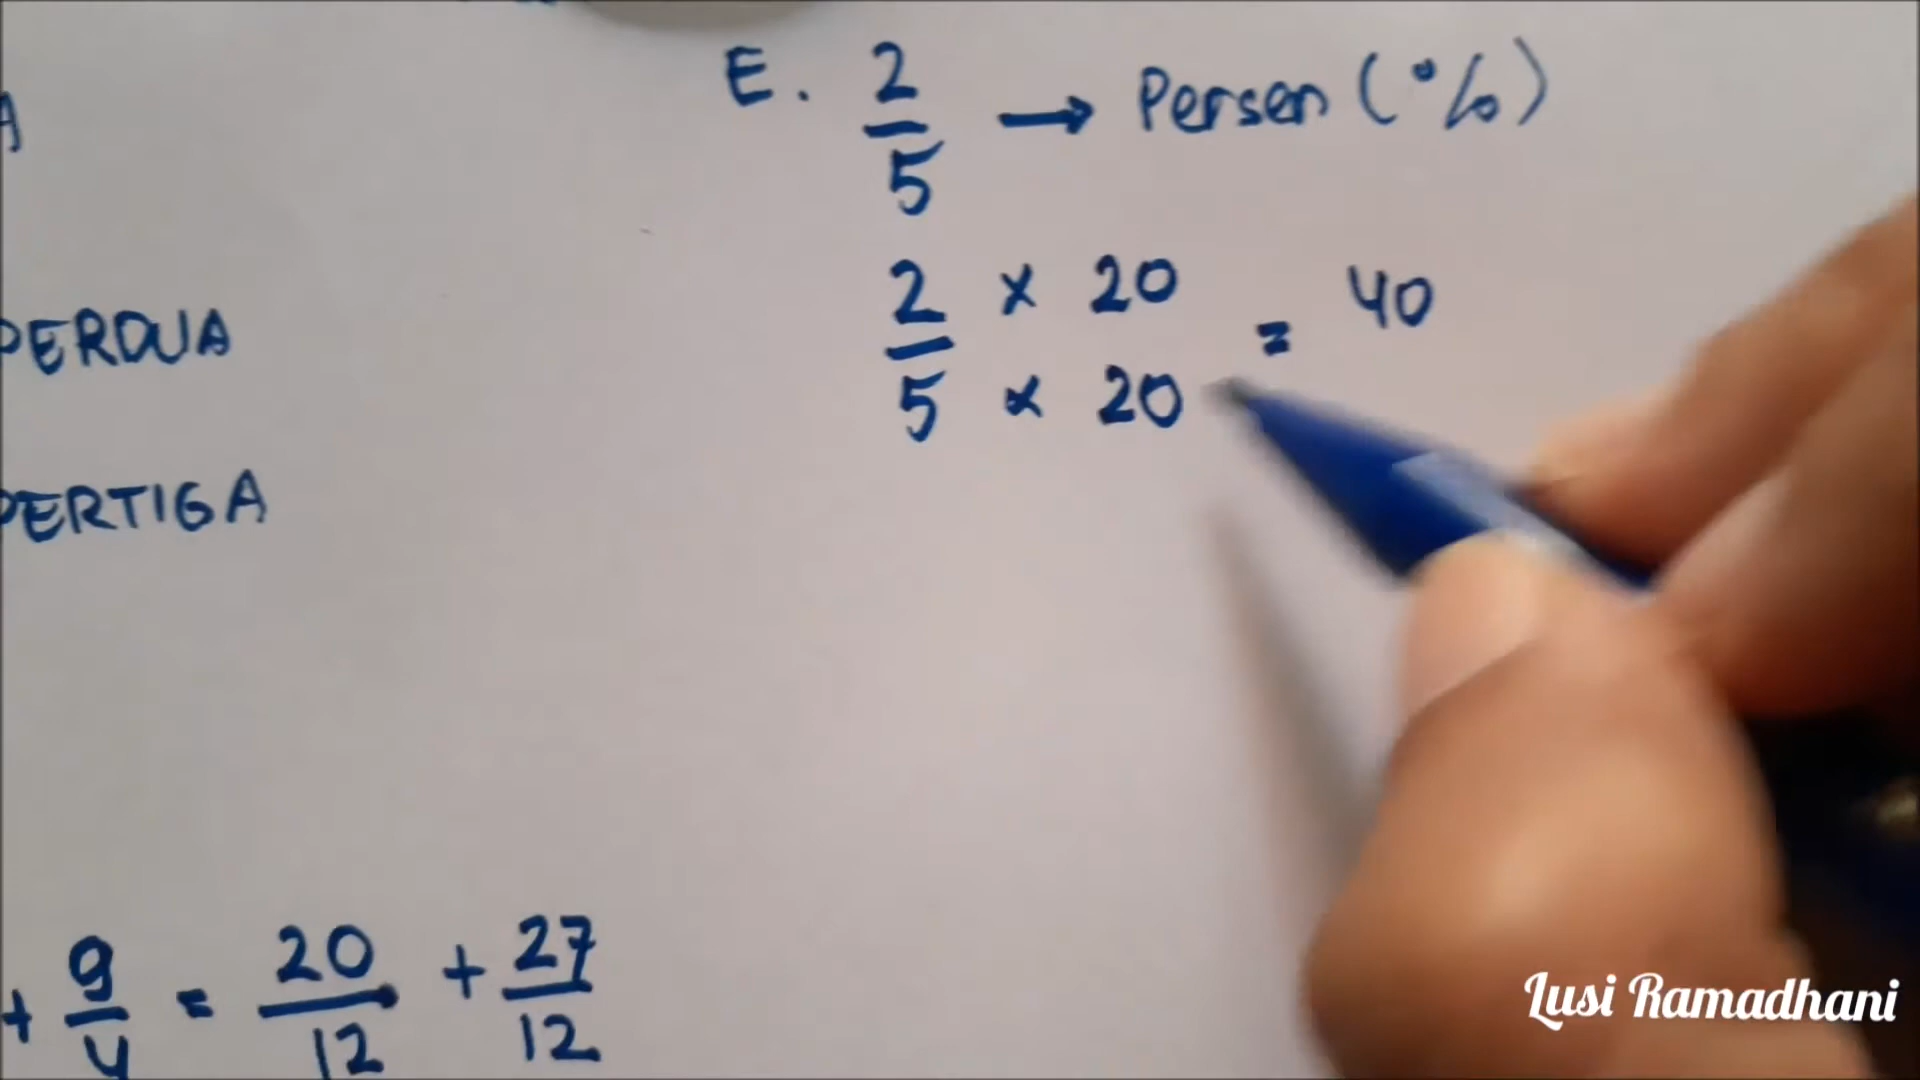 A
PERDUA
PERTIGA
+ 9/4 = 20/12 + 27/12
E. 2/5 → Persen (%)
2/5 × 20/20 = 40
Lusi Ramadhani